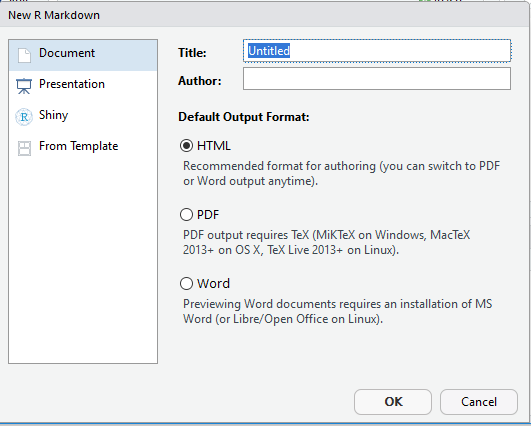 New R Markdown
Document
Presentation
Shiny
From Template
Title:
Untitled
Author:
Default Output Format:
HTML
Recommended format for authoring (you can switch to PDF
or Word output anytime).
PDF
PDF output requires TeX (MiKTeX on Windows, MacTeX
2013+ on OS X, TeX Live 2013+ on Linux).
Word
Previewing Word documents requires an installation of MS
Word (or Libre/Open Office on Linux).
OK
Cancel